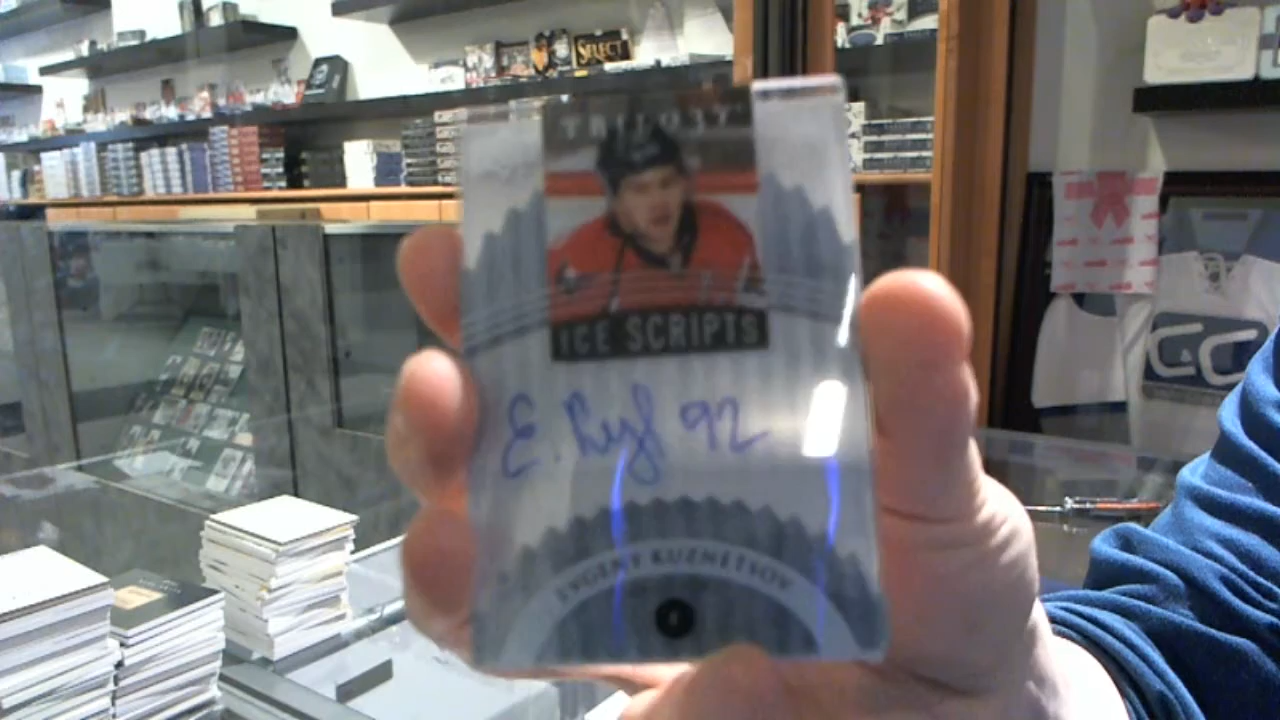 SELECT
TRILOGY
ICE SCRIPTS
E. Kuz 92
EVGENY KUZNETSOV